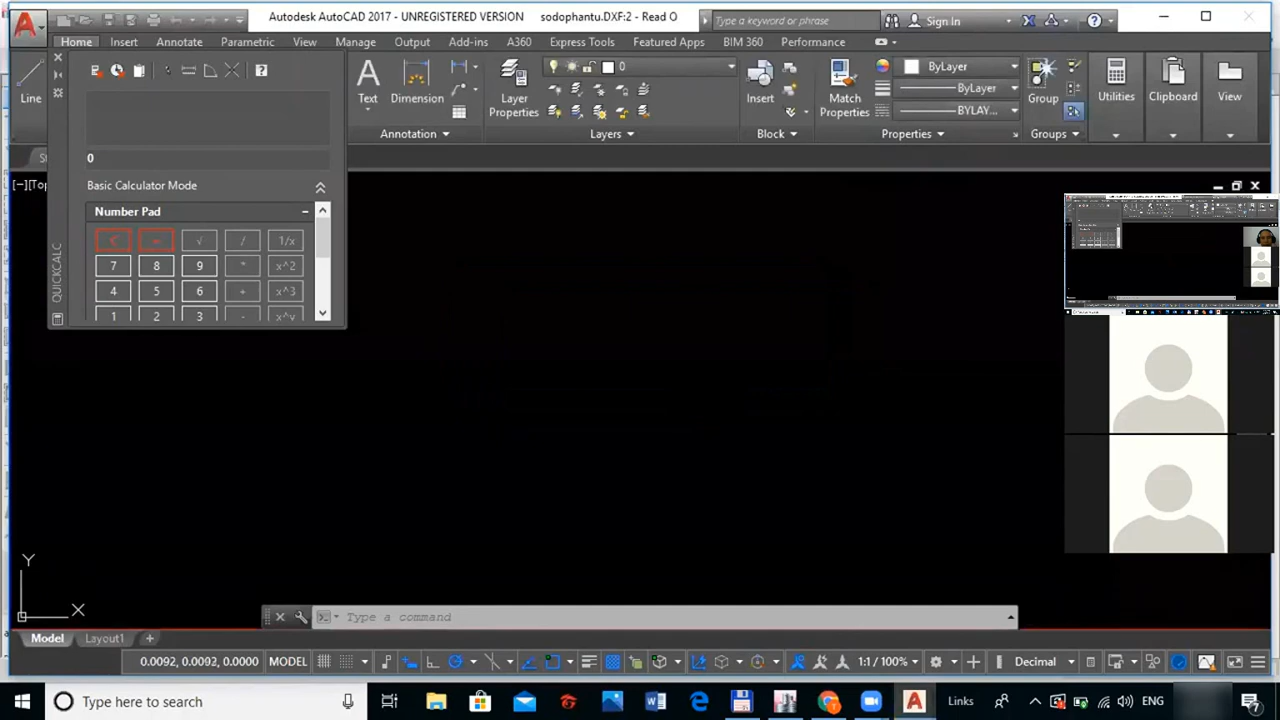 Autodesk AutoCAD 2017 - UNREGISTERED VERSION sodophantu.DXF:2 - Read O
Type a keyword or phrase
Sign In
Home Insert Annotate Parametric View Manage Output Add-ins A360 Express Tools Featured Apps BIM 360 Performance
Line
Text
Dimension
Annotation
Layer
Properties
0
Layers
Insert
Block
Match
Properties
ByLayer
ByLayer
BYLAY...
Properties
Group
Groups
Utilities
Clipboard
View
0
Basic Calculator Mode
Number Pad
C = √ / 1/x
7 8 9 * x^2
4 5 6 + x^3
1 2 3 - x^y
QUICKCALC
[−][Top
Y
X
Type a command
Model Layout1 +
0.0092, 0.0092, 0.0000 MODEL 1:1 / 100% Decimal
Type here to search
Links
ENG
7